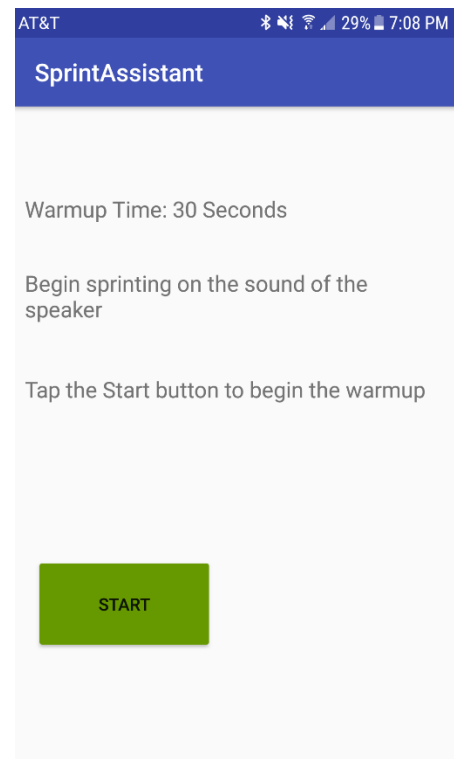 AT&T 29% 7:08 PM
SprintAssistant
Warmup Time: 30 Seconds
Begin sprinting on the sound of the
speaker
Tap the Start button to begin the warmup
START